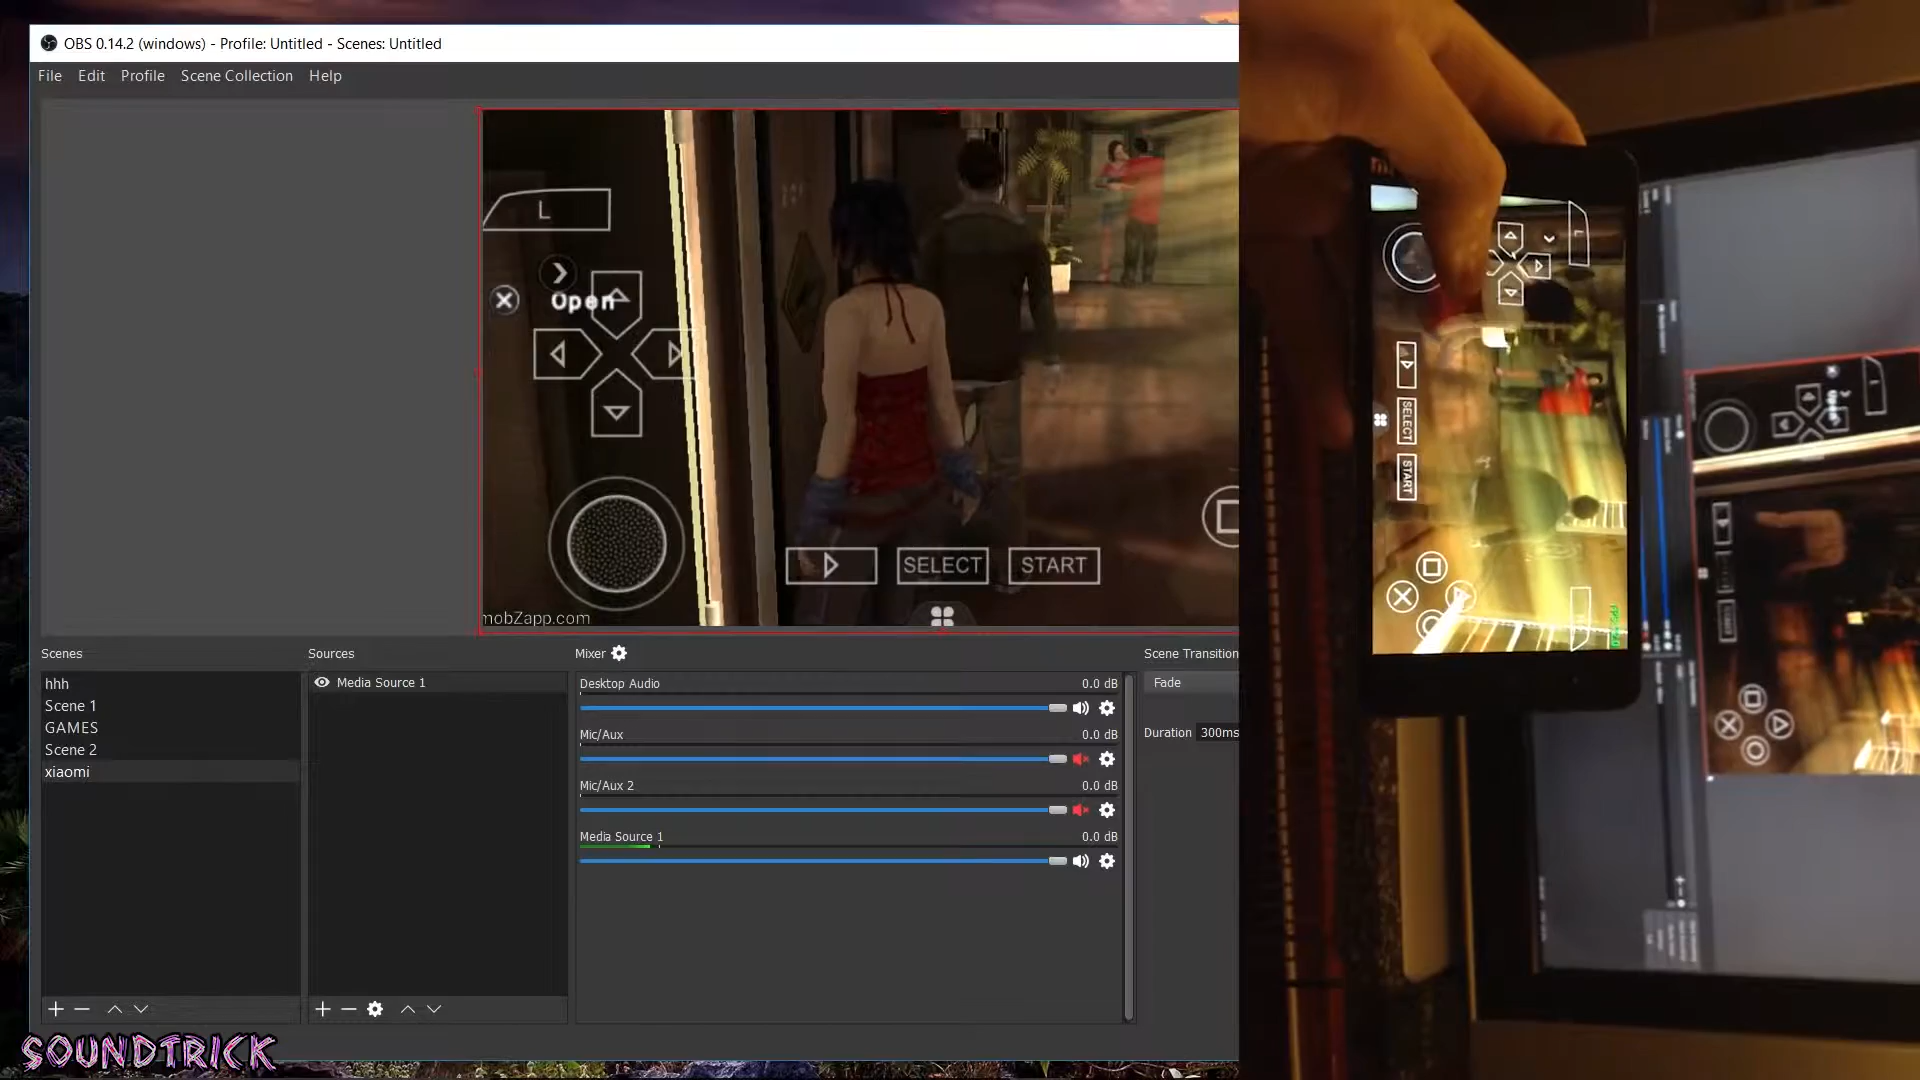 OBS 0.14.2 (windows) - Profile: Untitled - Scenes: Untitled
File Edit Profile Scene Collection Help
L
Open
SELECT START
mobZapp.com
Scenes
hhh
Scene 1
GAMES
Scene 2
xiaomi
Sources
Media Source 1
Mixer
Desktop Audio 0.0 dB
Mic/Aux 0.0 dB
Mic/Aux 2 0.0 dB
Media Source 1 0.0 dB
Scene Transition
Fade
Duration 300ms
SOUNDTRICK
L
SELECT
START